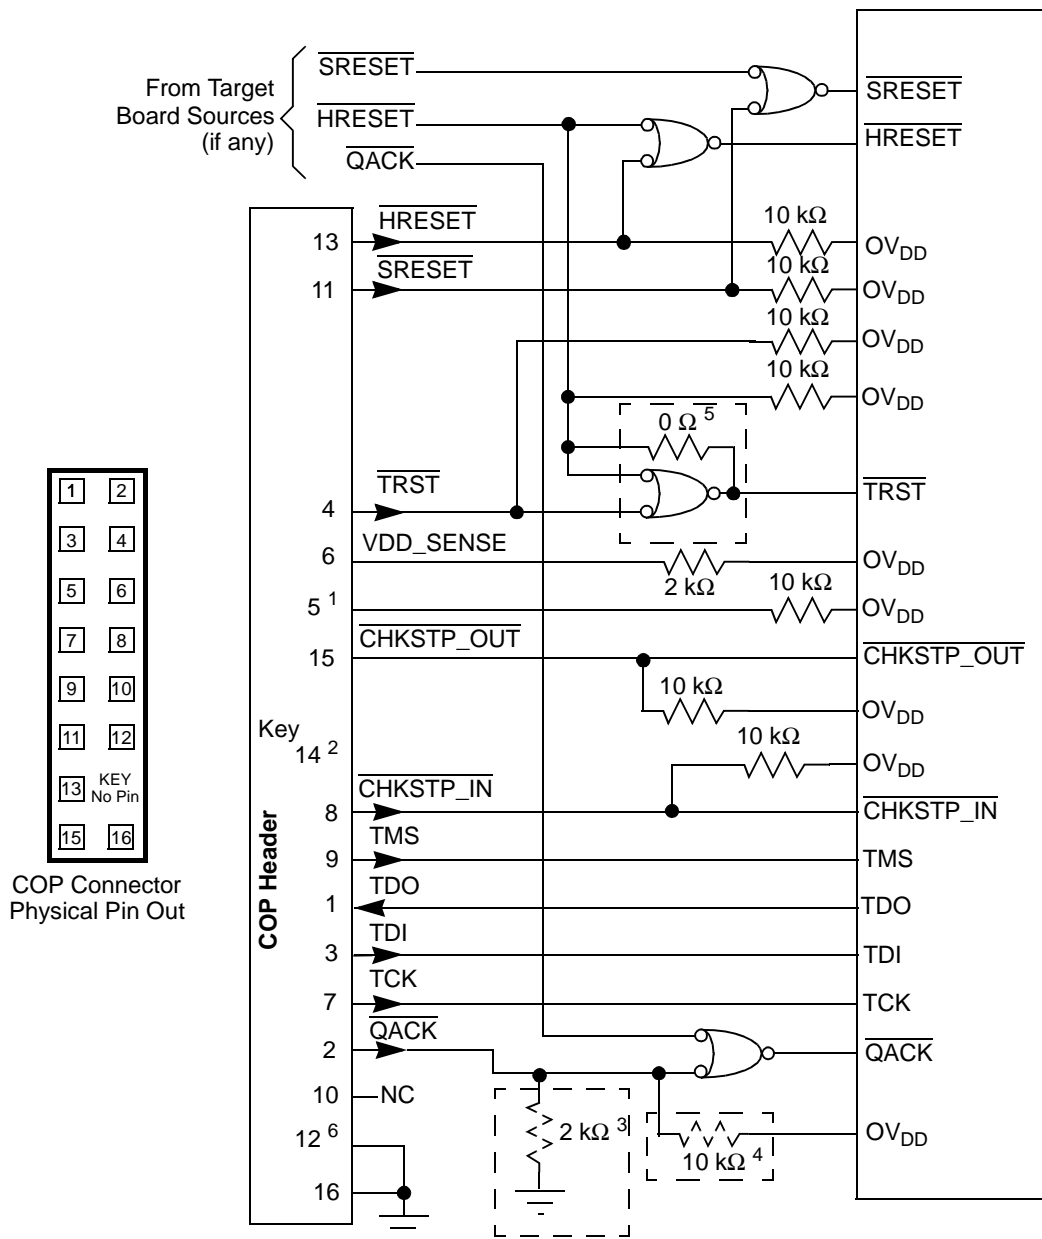 From Target
Board Sources
(if any)
SRESET
HRESET
QACK
SRESET
HRESET
13
HRESET
10 kΩ
OVDD
11
SRESET
10 kΩ
OVDD
10 kΩ
OVDD
10 kΩ
OVDD
0 Ω 5
4
TRST
TRST
6
VDD_SENSE
2 kΩ
OVDD
5 1
10 kΩ
OVDD
15
CHKSTP_OUT
CHKSTP_OUT
10 kΩ
OVDD
Key
14 2
10 kΩ
OVDD
8
CHKSTP_IN
CHKSTP_IN
9
TMS
TMS
1
TDO
TDO
3
TDI
TDI
7
TCK
TCK
2
QACK
QACK
10
NC
12 6
2 kΩ 3
10 kΩ 4
OVDD
16
COP Header
1 2
3 4
5 6
7 8
9 10
11 12
13 KEY
No Pin
15 16
COP Connector
Physical Pin Out